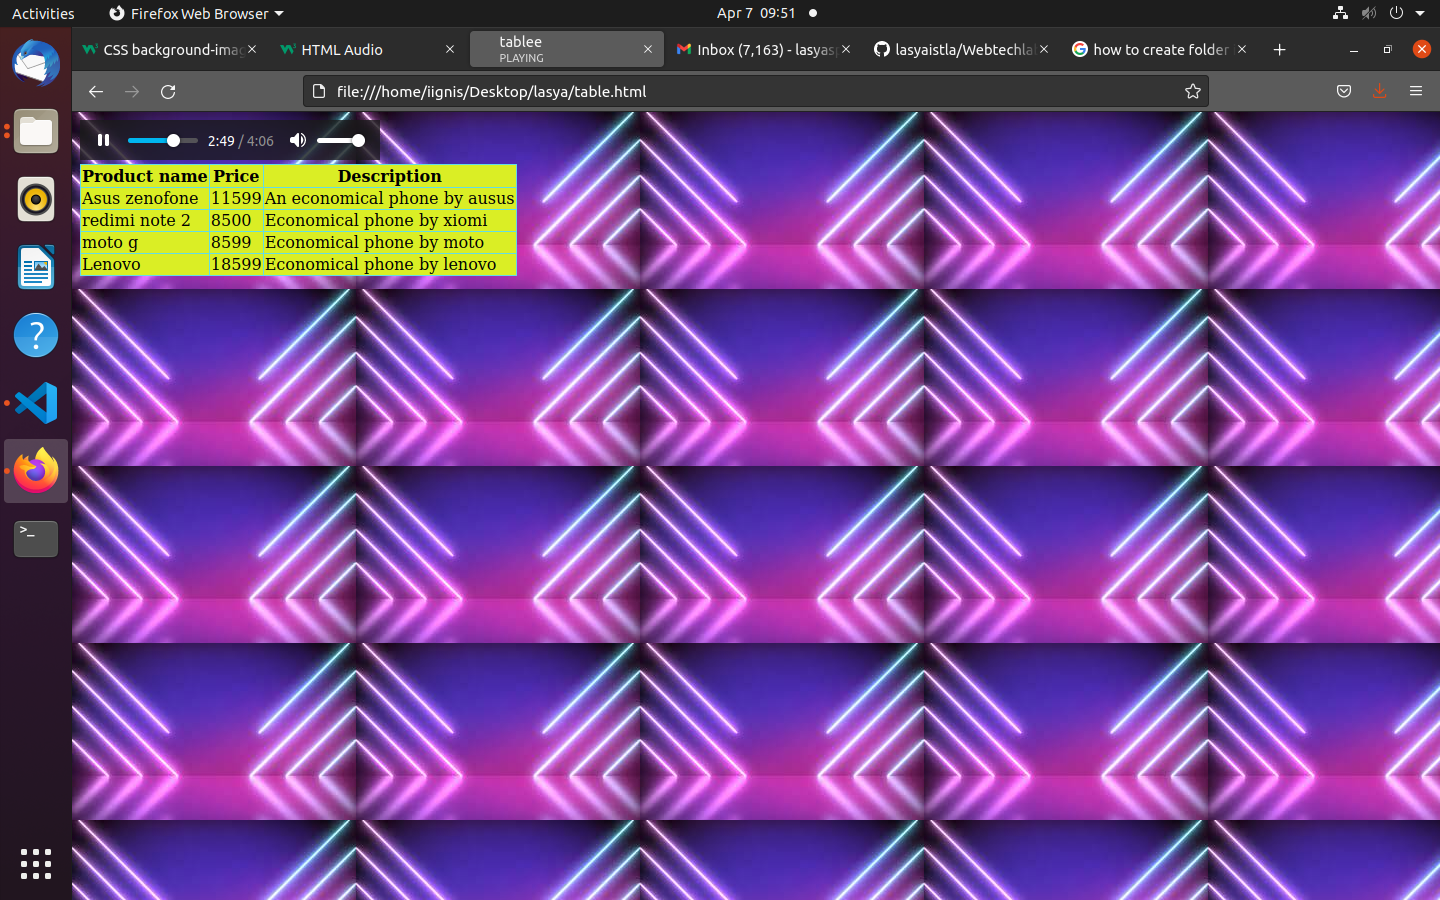 Activities Firefox Web Browser Apr 7 09:51
CSS background-imag HTML Audio tablee Inbox (7,163) - lasyasp lasyaistla/Webtechlab how to create folder
PLAYING
file:///home/iignis/Desktop/lasya/table.html
2:49 / 4:06
Product name Price Description
Asus zenofone 11599 An economical phone by ausus
redimi note 2 8500 Economical phone by xiomi
moto g 8599 Economical phone by moto
Lenovo 18599 Economical phone by lenovo